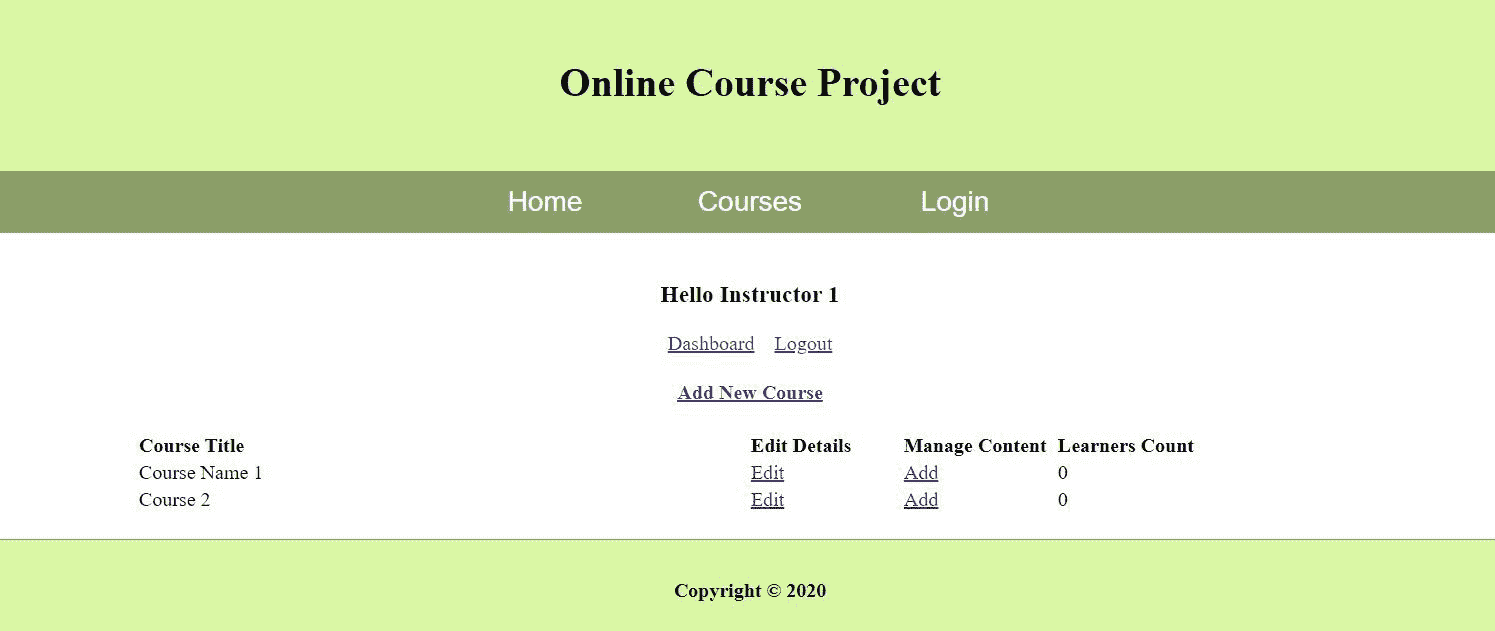 Online Course Project
Home Courses Login
Hello Instructor 1
Dashboard Logout
Add New Course
Course Title Edit Details Manage Content Learners Count
Course Name 1 Edit Add 0
Course 2 Edit Add 0
Copyright © 2020